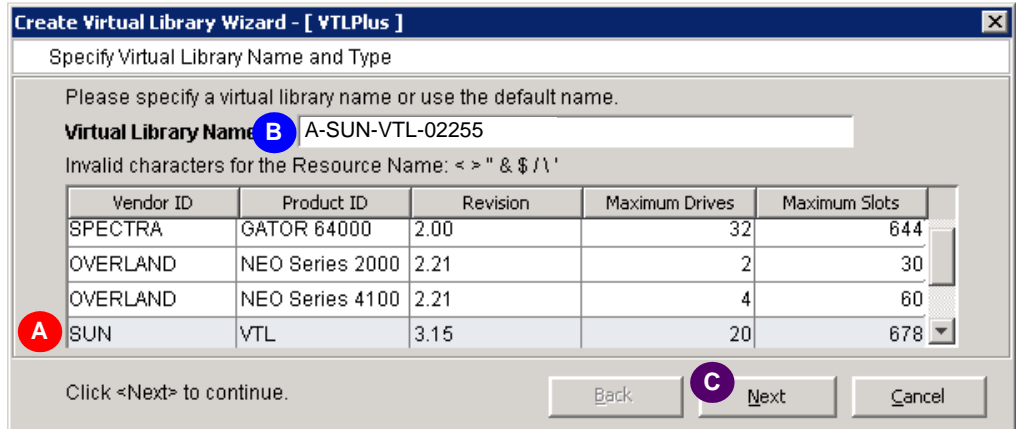 Create Virtual Library Wizard - [ VTLPlus ]
Specify Virtual Library Name and Type
Please specify a virtual library name or use the default name.
Virtual Library Name B A-SUN-VTL-02255
Invalid characters for the Resource Name: < > " & $ / \ '
Vendor ID Product ID Revision Maximum Drives Maximum Slots
SPECTRA GATOR 64000 2.00 32 644
OVERLAND NEO Series 2000 2.21 2 30
OVERLAND NEO Series 4100 2.21 4 60
A SUN VTL 3.15 20 678
Click <Next> to continue. Back C Next Cancel